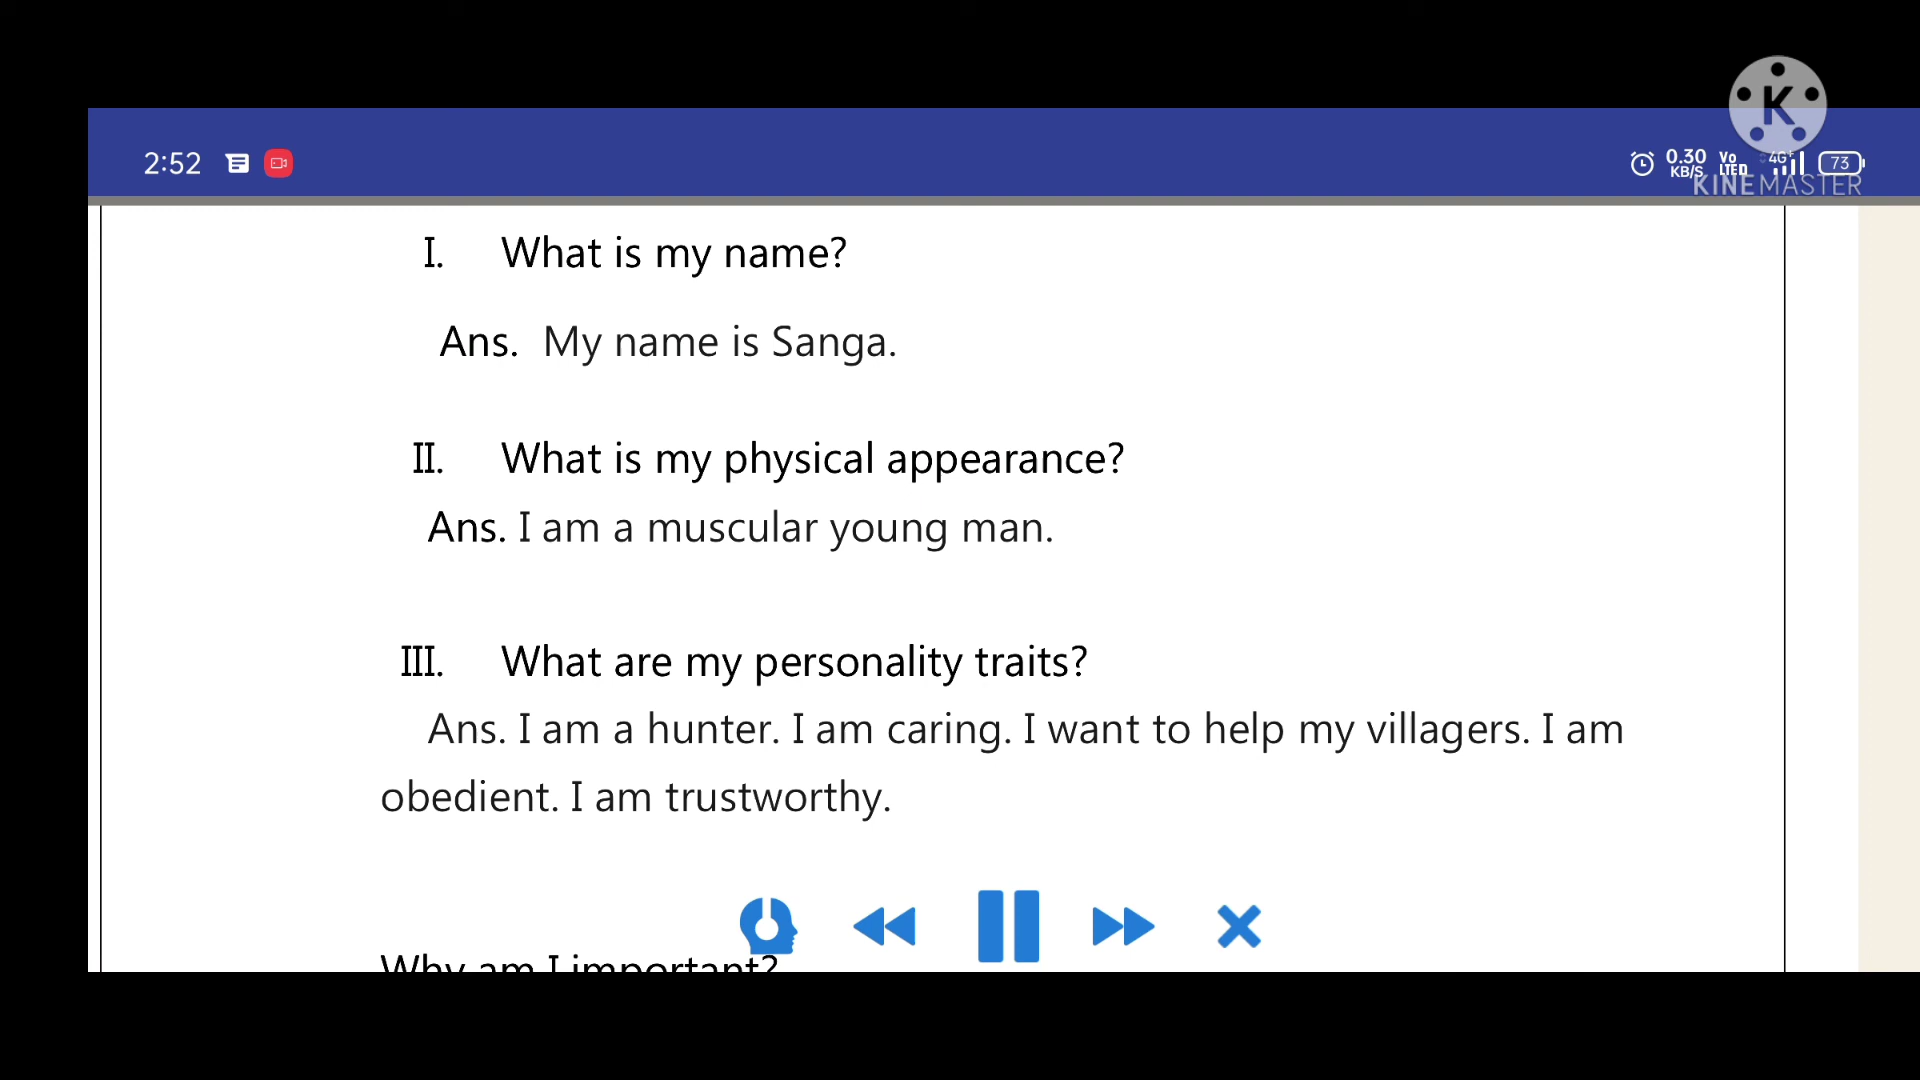 K
2:52
0.30
KB/S
Vo
LTE
4G+
73
KINEMASTER
I. What is my name?
Ans. My name is Sanga.
II. What is my physical appearance?
Ans. I am a muscular young man.
III. What are my personality traits?
Ans. I am a hunter. I am caring. I want to help my villagers. I am
obedient. I am trustworthy.
Why am I important?